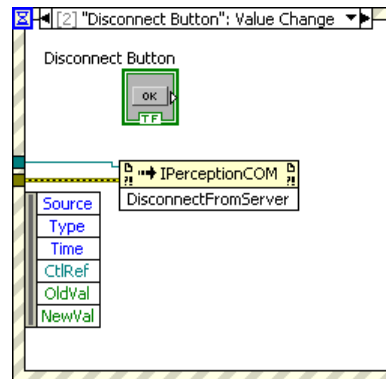 [2] "Disconnect Button": Value Change
Disconnect Button
OK
TF
?! IPerceptionCOM ?!
DisconnectFromServer
Source
Type
Time
CtlRef
OldVal
NewVal